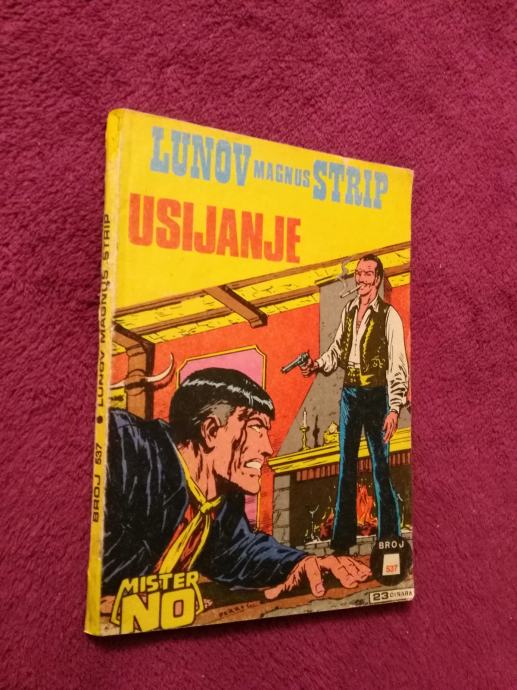 LUNOV MAGNUS STRIP
USIJANJE
BROJ 537 • LUNOV MAGNUS STRIP
MISTER
NO
BROJ
537
23 DINARA